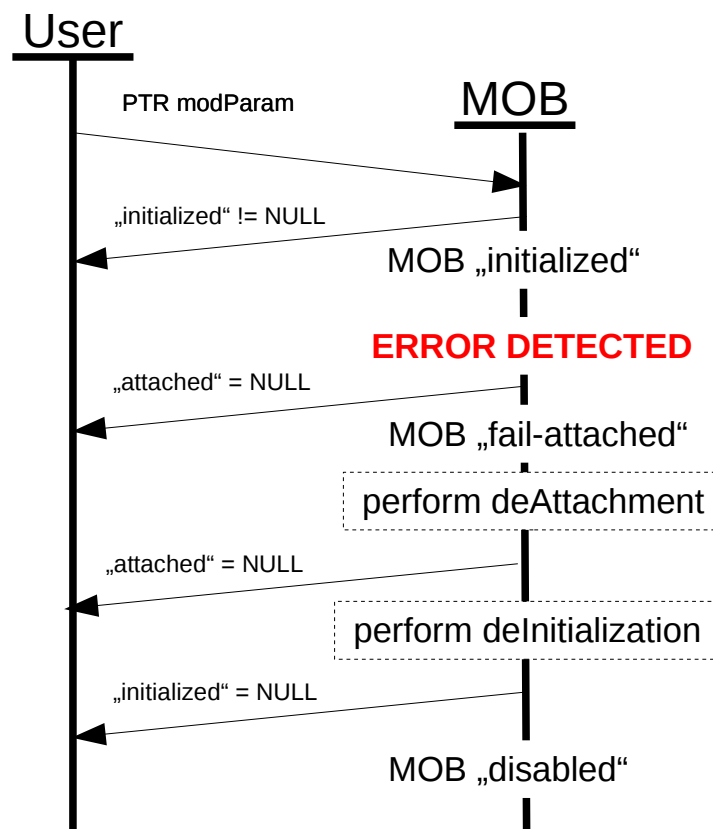 User
PTR modParam
MOB
„initialized“ != NULL
MOB „initialized“
ERROR DETECTED
„attached“ = NULL
MOB „fail-attached“
perform deAttachment
„attached“ = NULL
perform deInitialization
„initialized“ = NULL
MOB „disabled“